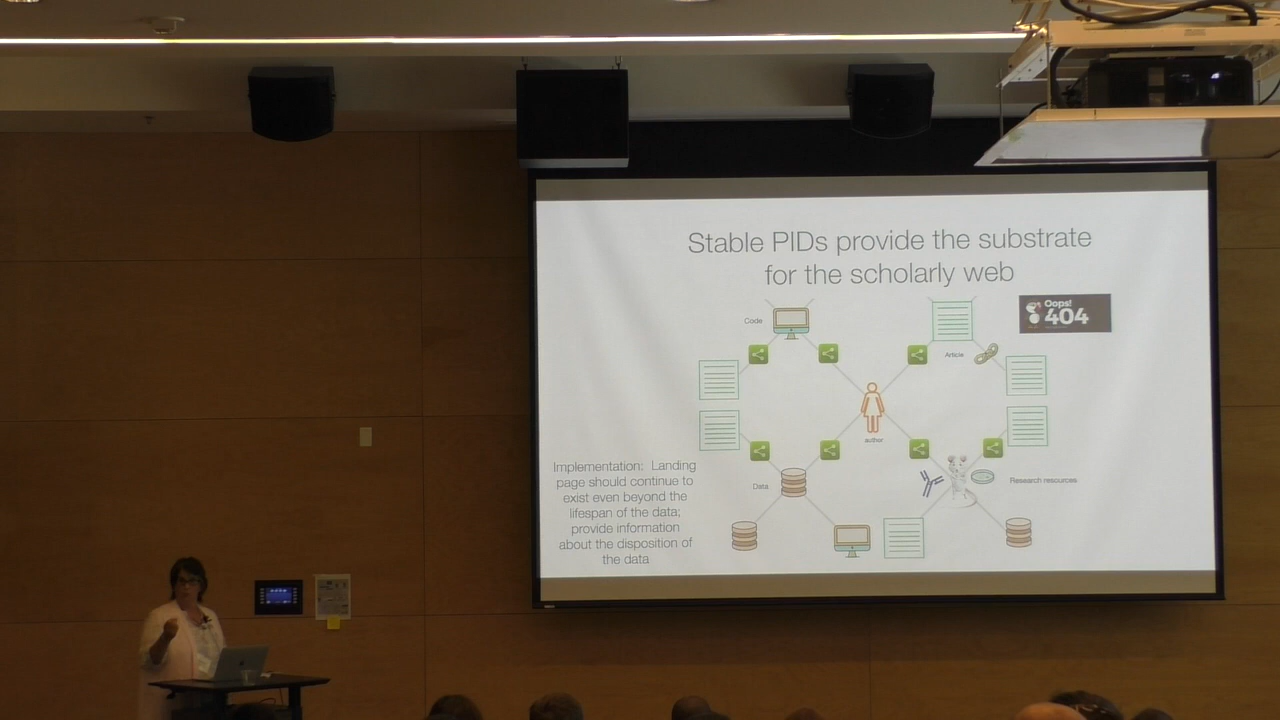 Stable PIDs provide the substrate
for the scholarly web
Oops!
404
Code
Article
author
Implementation: Landing
page should continue to
exist even beyond the
lifespan of the data;
provide information
about the disposition of
the data
Data
Research resources